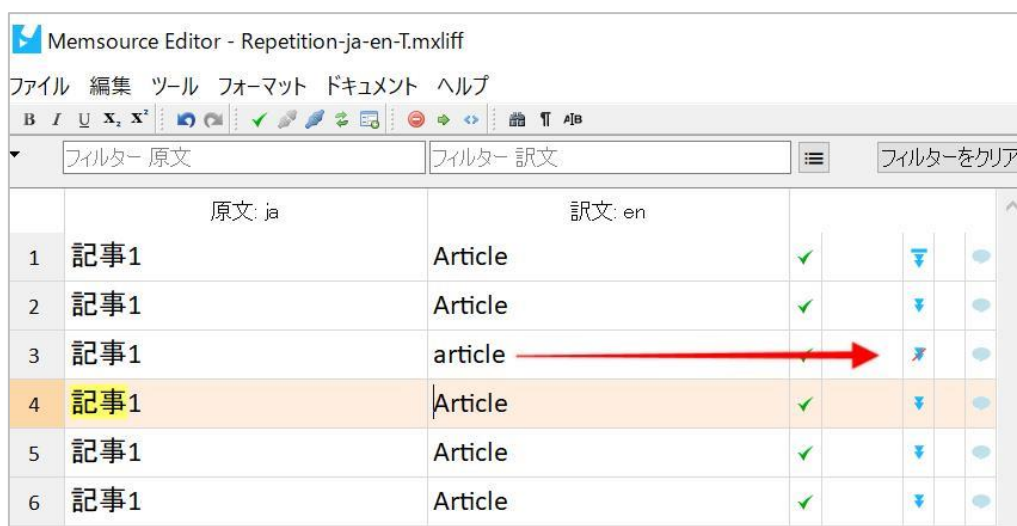 Memsource Editor - Repetition-ja-en-T.mxliff
ファイル 編集 ツール フォーマット ドキュメント ヘルプ
B I U X₂ X² ¶ A|B
フィルター 原文 フィルター 訳文 フィルターをクリア
原文: ja 訳文: en
1 記事1 Article
2 記事1 Article
3 記事1 article
4 記事1 Article
5 記事1 Article
6 記事1 Article